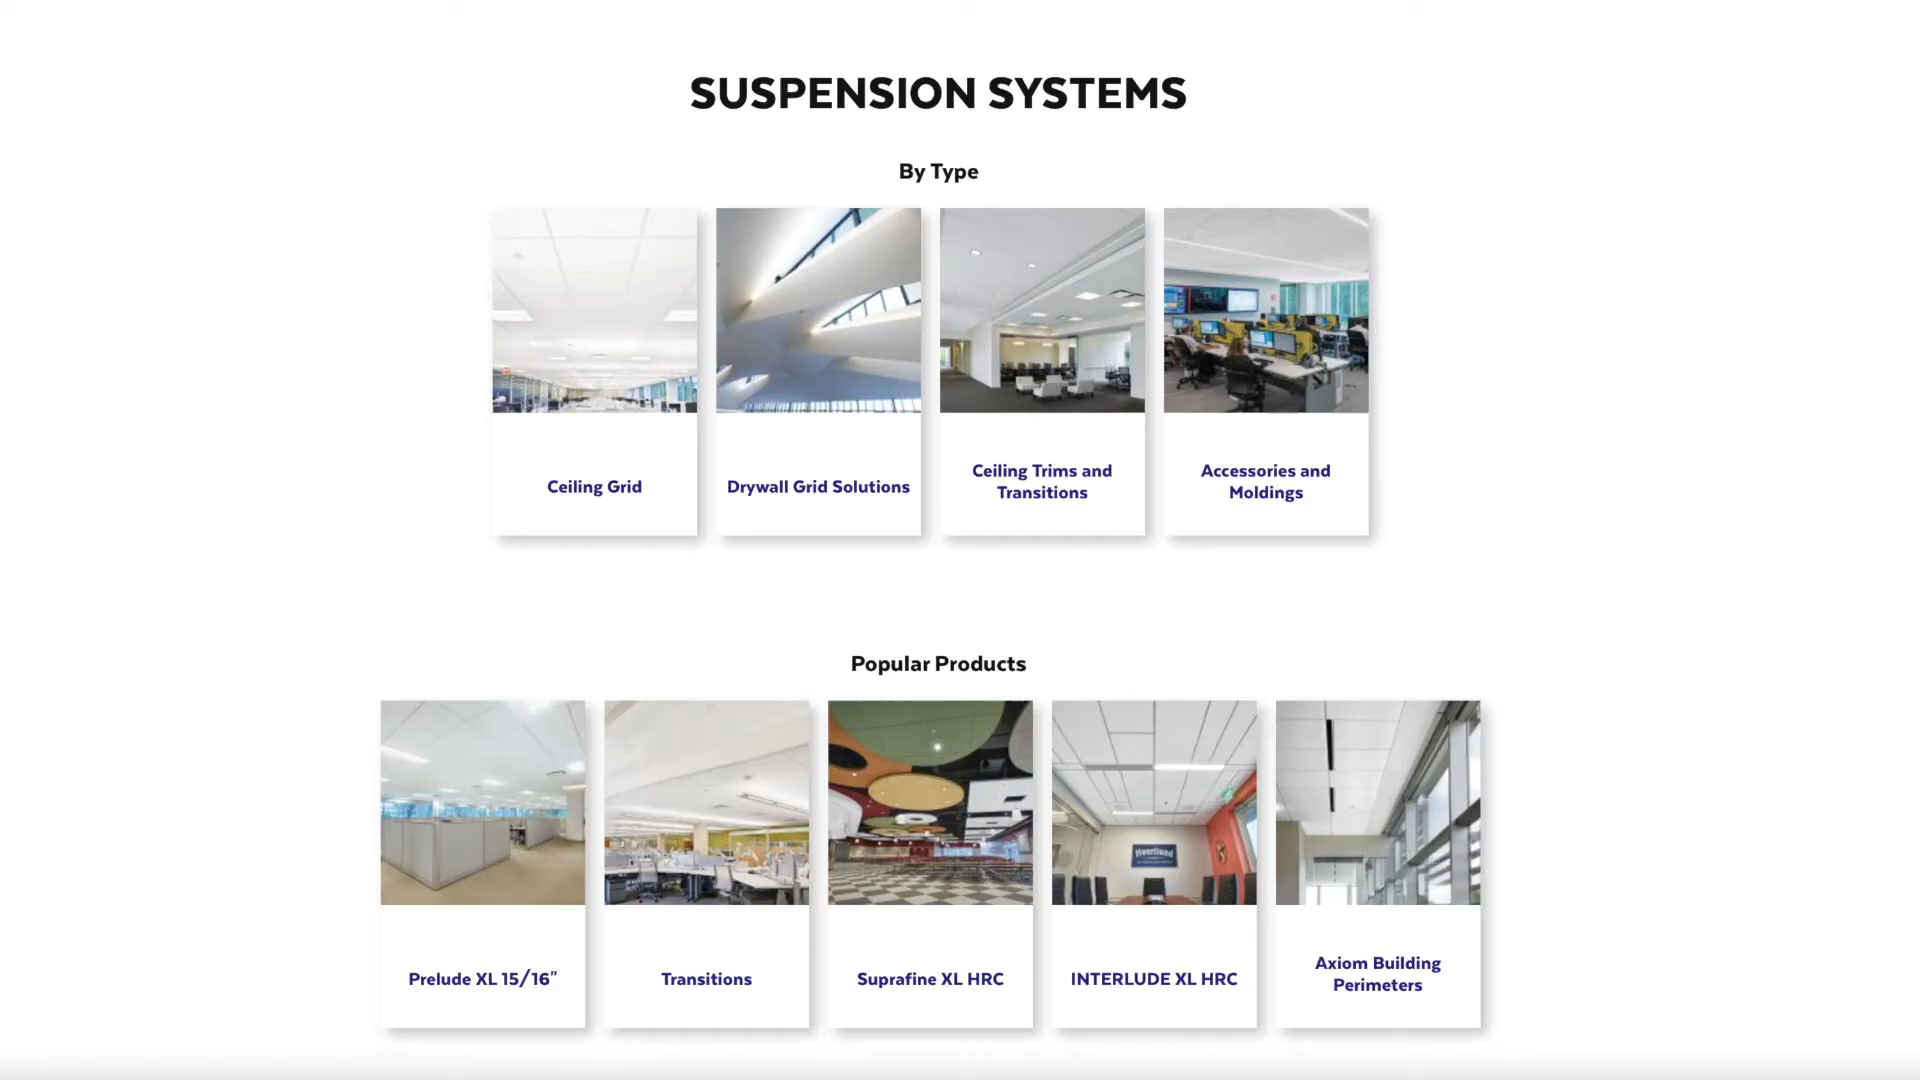 SUSPENSION SYSTEMS
By Type
Ceiling Grid
Drywall Grid Solutions
Ceiling Trims and
Transitions
Accessories and
Moldings
Popular Products
Heartland
Prelude XL 15/16"
Transitions
Suprafine XL HRC
INTERLUDE XL HRC
Axiom Building
Perimeters